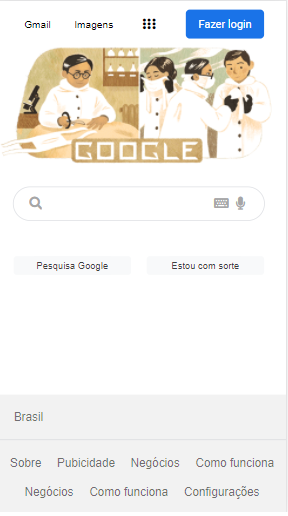 Gmail Imagens Fazer login
GOOGLE
Pesquisa Google Estou com sorte
Brasil
Sobre Pubicidade Negócios Como funciona
Negócios Como funciona Configurações